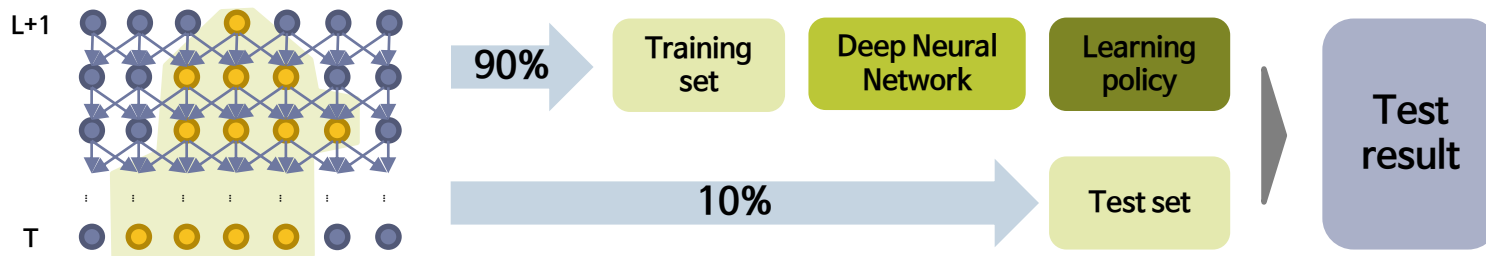 L+1
T
90%
Training
set
Deep Neural
Network
Learning
policy
10%
Test set
Test
result